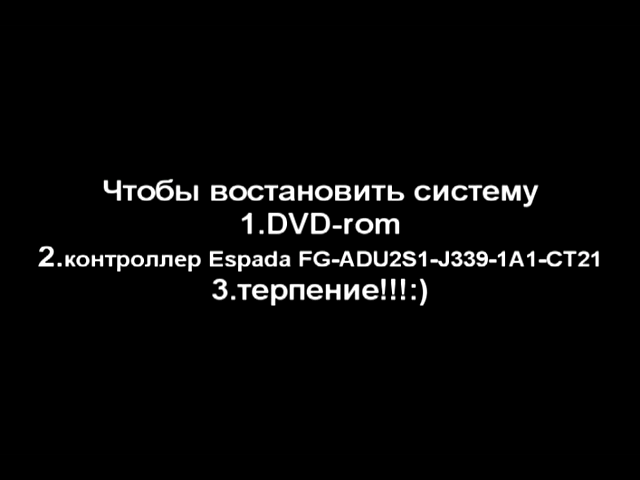 Чтобы востановить систему
1.DVD-rom
2.контроллер Espada FG-ADU2S1-J339-1A1-CT21
3.терпение!!!:)